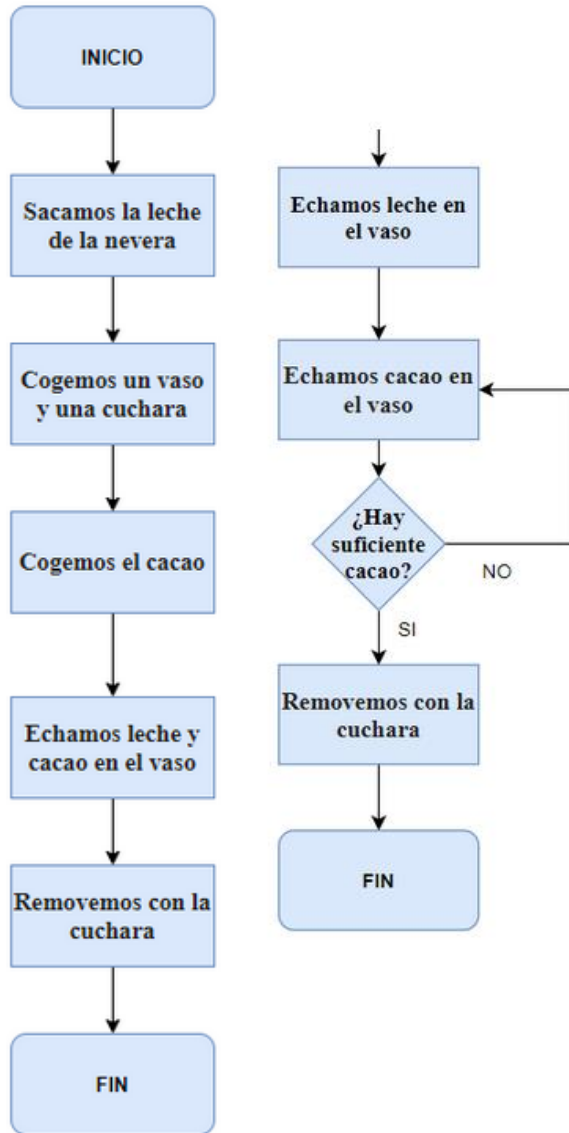 INICIO
Sacamos la leche
de la nevera
Cogemos un vaso
y una cuchara
Cogemos el cacao
Echamos leche y
cacao en el vaso
Removemos con la
cuchara
FIN
Echamos leche en
el vaso
Echamos cacao en
el vaso
¿Hay
suficiente
cacao?
NO
SI
Removemos con la
cuchara
FIN